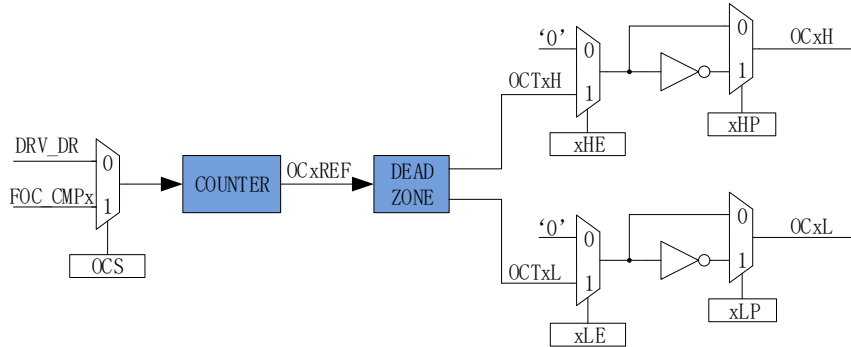 ‘0’
0
OCTxH
1
xHE
0
1
xHP
OCxH
DRV_DR
0
FOC_CMPx
1
OCS
COUNTER
OCxREF
DEAD
ZONE
‘0’
0
OCTxL
1
xLE
0
1
xLP
OCxL